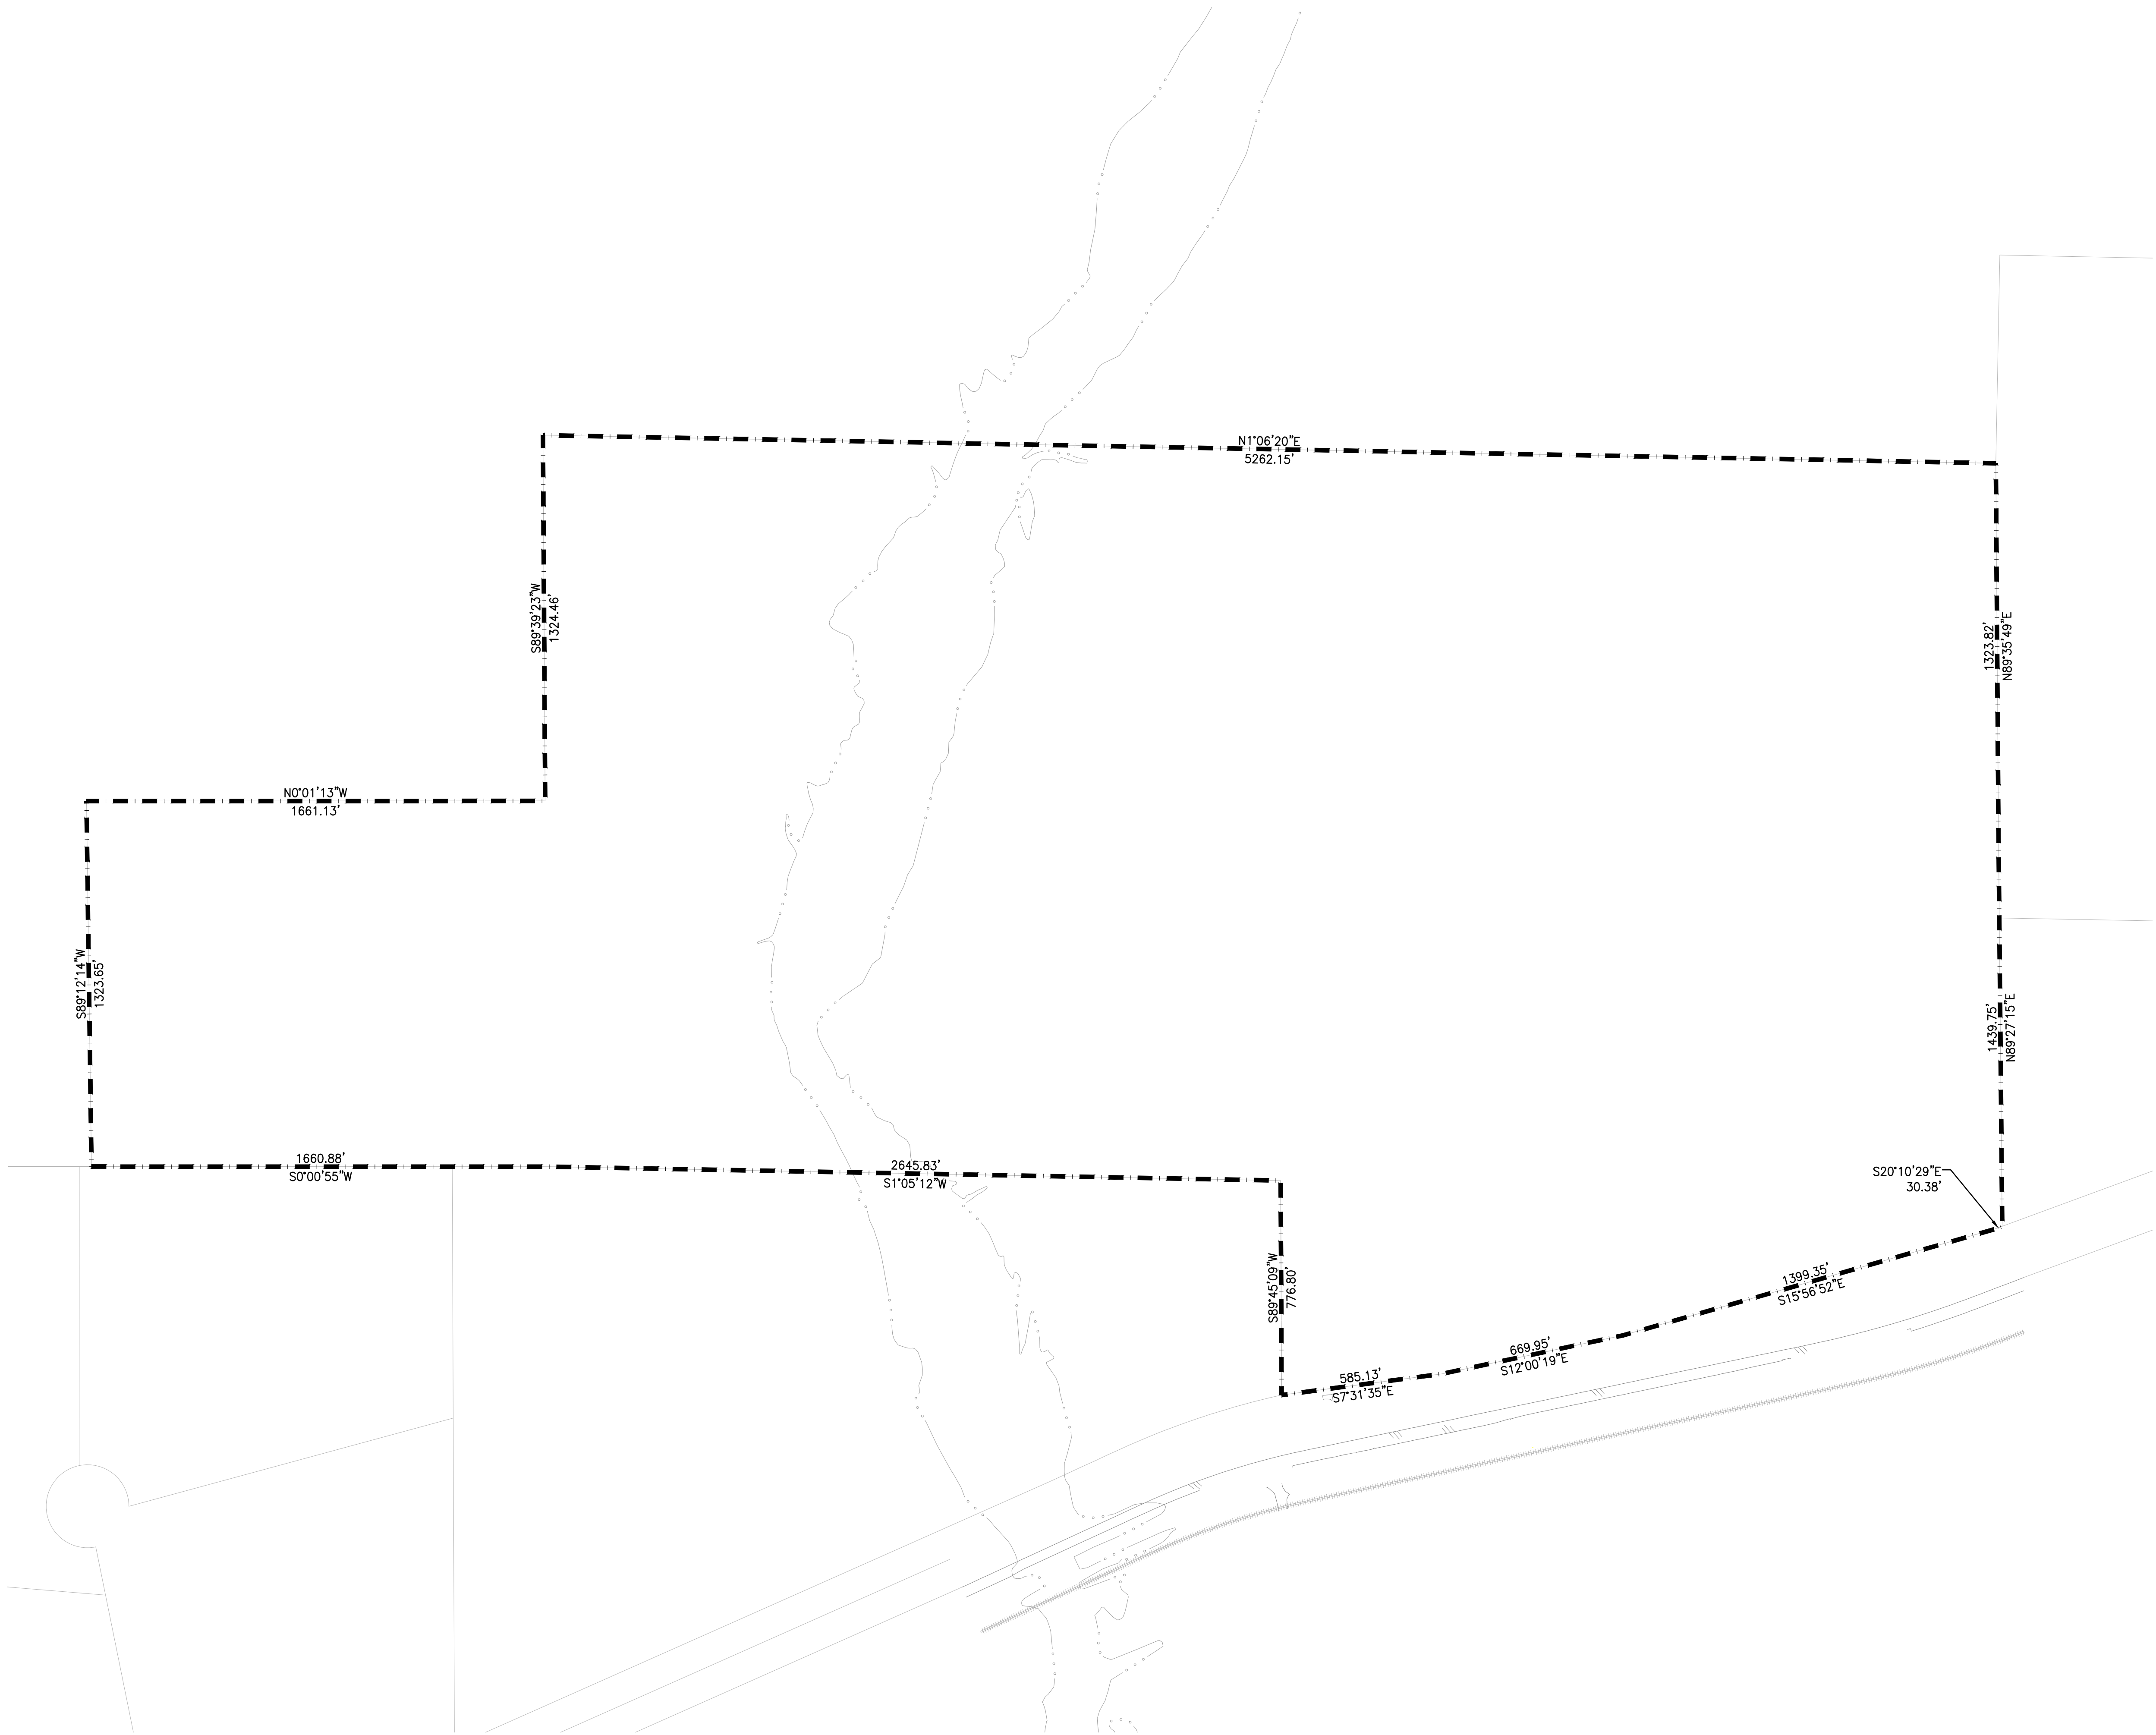 N1°06'20"E
5262.15'
S89°39'23"W
1324.46'
1323.82'
N89°35'49"E
N0°01'13"W
1661.13'
S89°12'14"W
1323.65'
1439.75'
N89°27'15"E
1660.88'
S0°00'55"W
2645.83'
S1°05'12"W
S20°10'29"E
30.38'
S89°45'09"W
776.80'
1399.35'
S15°56'52"E
669.95'
S12°00'19"E
585.13'
S7°31'35"E